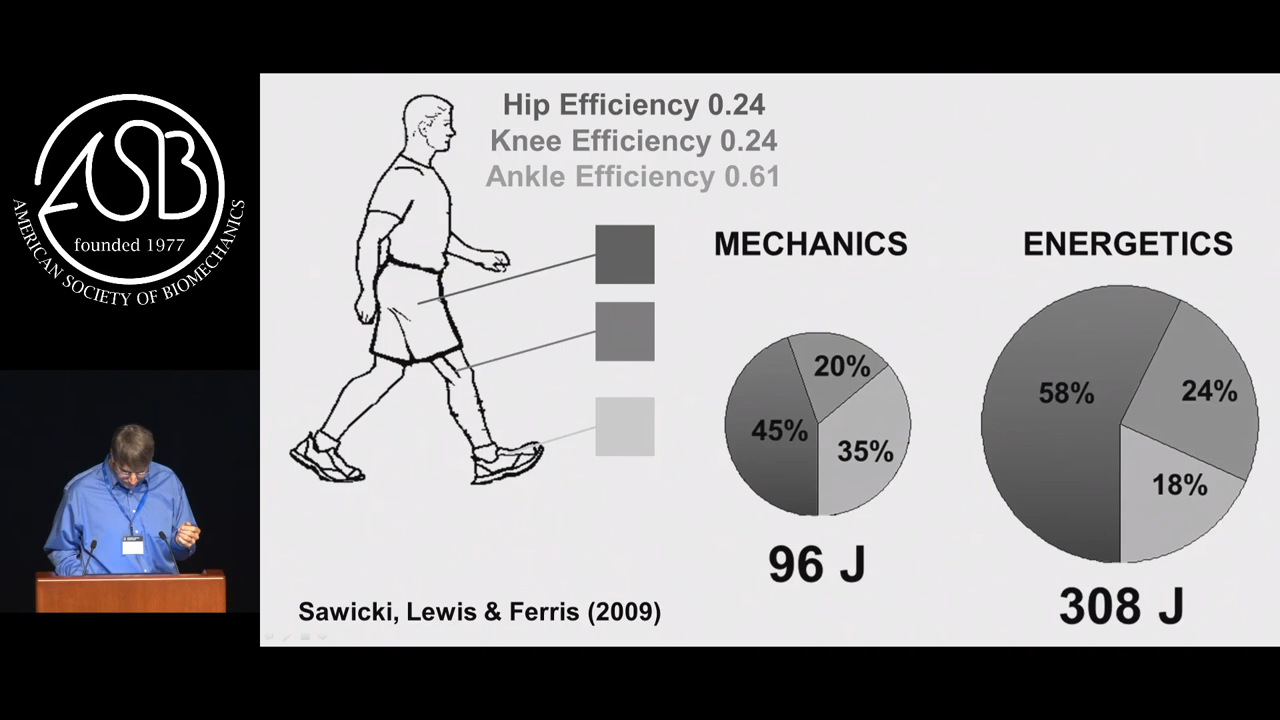 ASB
founded 1977
AMERICAN SOCIETY OF BIOMECHANICS
Hip Efficiency 0.24
Knee Efficiency 0.24
Ankle Efficiency 0.61
MECHANICS
ENERGETICS
20%
45%
35%
58%
24%
18%
96 J
308 J
Sawicki, Lewis & Ferris (2009)